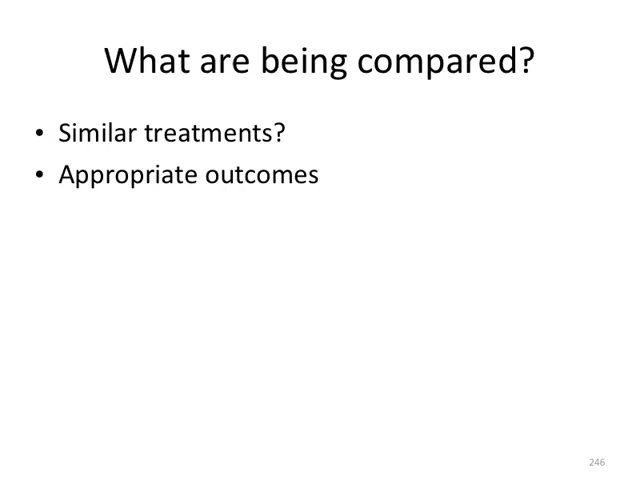 What are being compared?
• Similar treatments?
• Appropriate outcomes
246